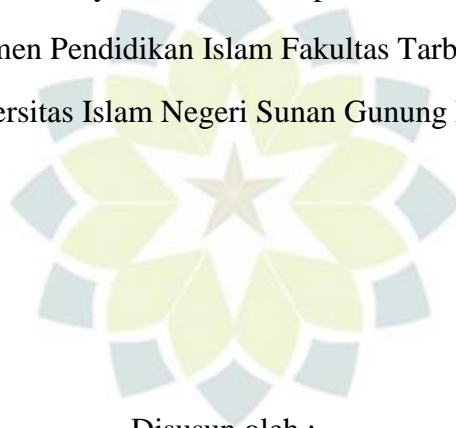 men Pendidikan Islam Fakultas Tarb
ersitas Islam Negeri Sunan Gunung
Disusun oleh :